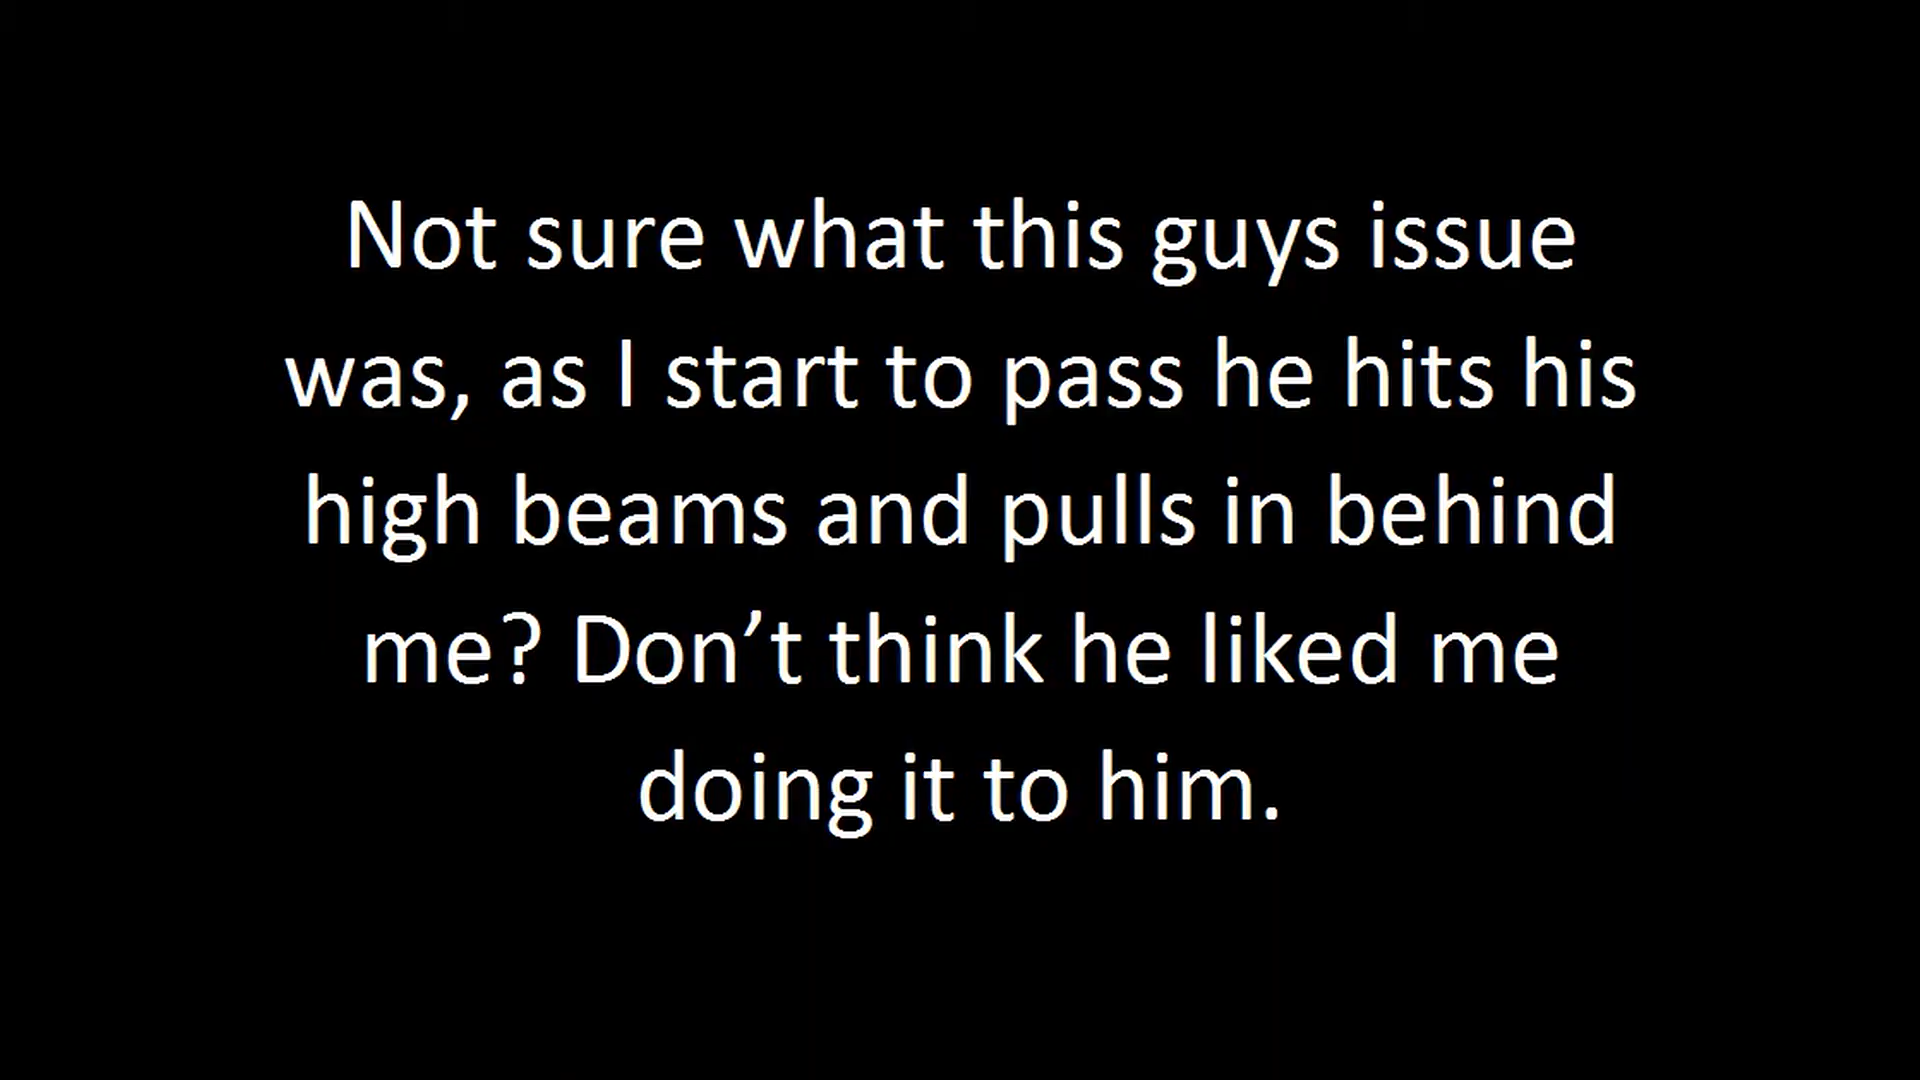 Not sure what this guys issue
was, as I start to pass he hits his
high beams and pulls in behind
me? Don’t think he liked me
doing it to him.